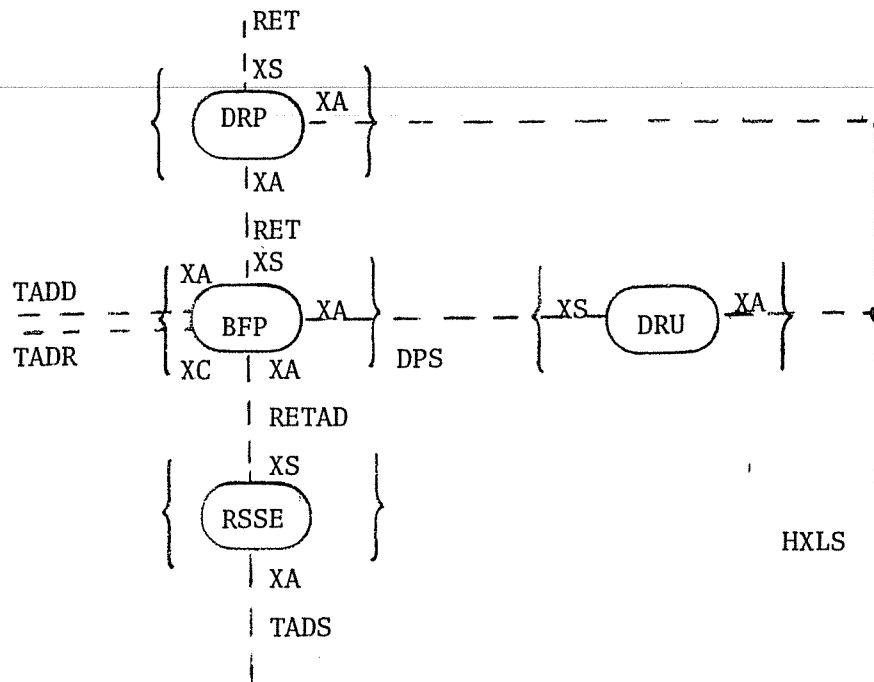 RET
XS
DRP XA
XA
RET
XS
XA
TADD
BFP XA XS DRU XA
TADR
XC XA DPS
RETAD
XS
RSSE
HXLS
XA
TADS